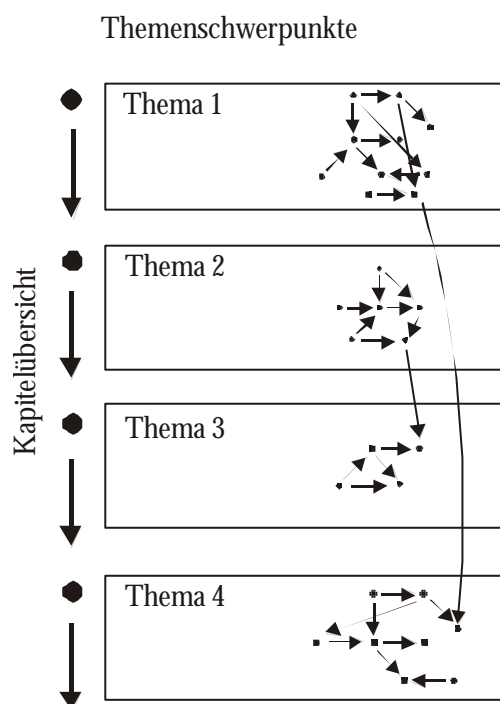 Themenschwerpunkte
Thema 1
Thema 2
Kapitelübersicht
Thema 3
Thema 4